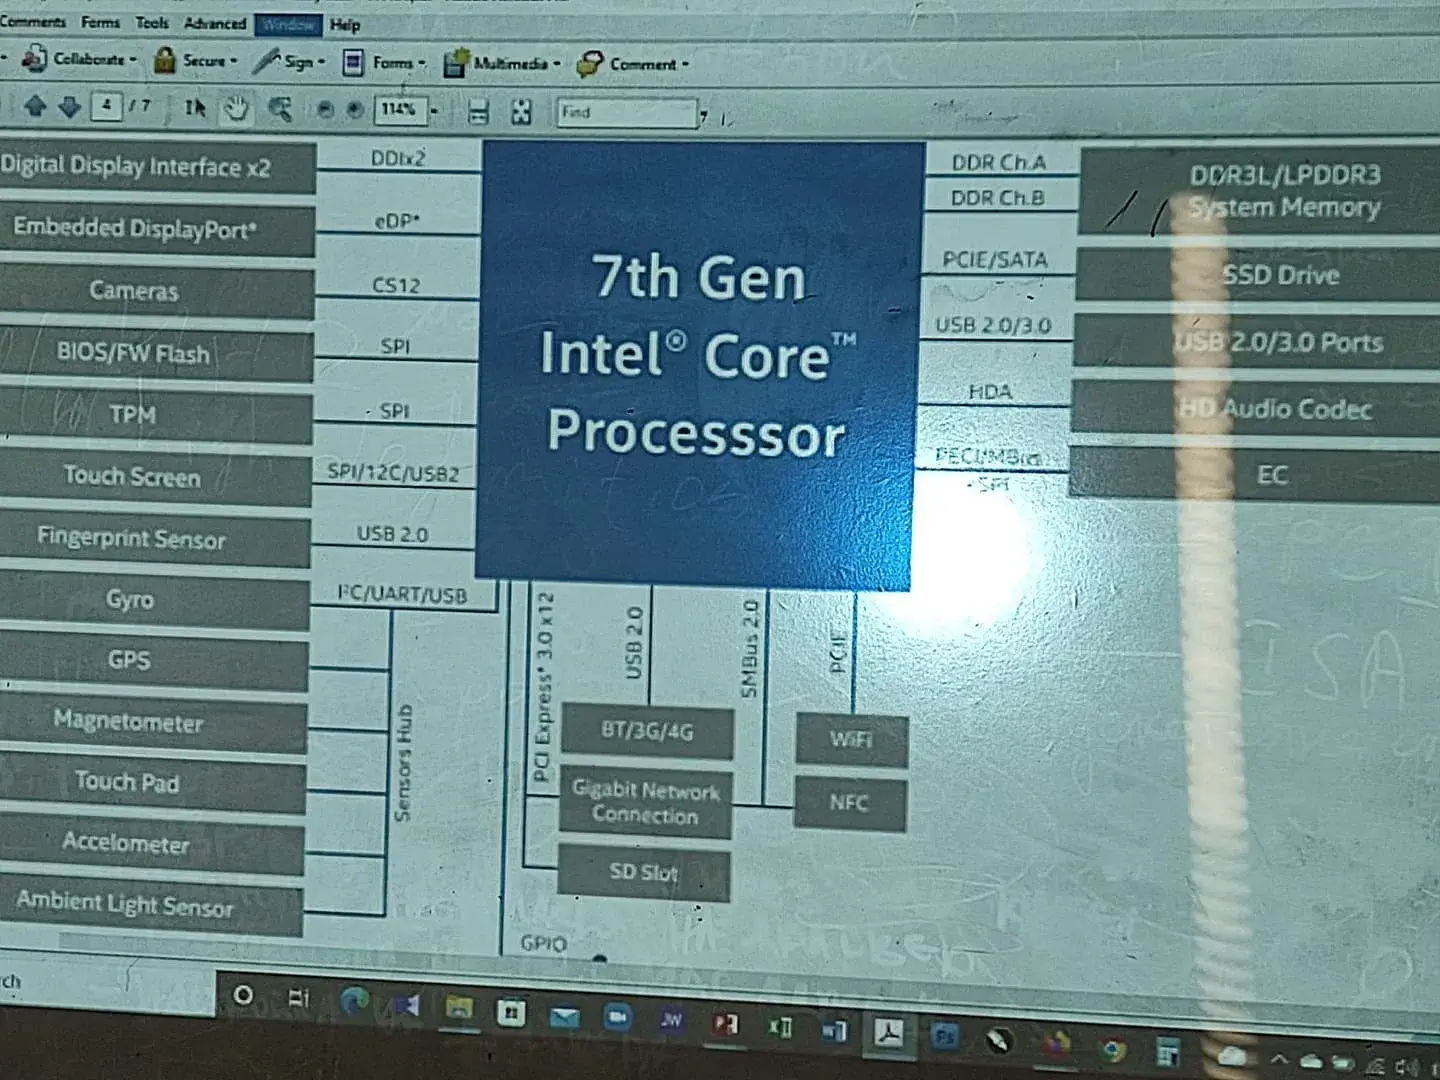 Comments Forms Tools Advanced Window Help
Collaborate Secure Sign Forms Multimedia Comment
4 / 7 114% Find
Digital Display Interface x2
Embedded DisplayPort*
Cameras
BIOS/FW Flash
TPM
Touch Screen
Fingerprint Sensor
Gyro
GPS
Magnetometer
Touch Pad
Accelometer
Ambient Light Sensor
DDIx2
eDP*
CS12
SPI
SPI
SPI/12C/USB2
USB 2.0
I²C/UART/USB
Sensors Hub
7th Gen
Intel® Core™
Processsor
DDR Ch.A
DDR Ch.B
PCIE/SATA
USB 2.0/3.0
HDA
SPI
DDR3L/LPDDR3
System Memory
SSD Drive
USB 2.0/3.0 Ports
HD Audio Codec
EC
PCI Express* 3.0 x 12
USB 2.0
SMBus 2.0
PCIE
BT/3G/4G
Gigabit Network
Connection
SD Slot
WiFi
NFC
GPIO
ISA
rch